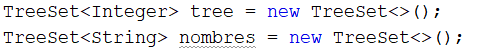 TreeSet<Integer> tree = new TreeSet<>();
TreeSet<String> nombres = new TreeSet<>();